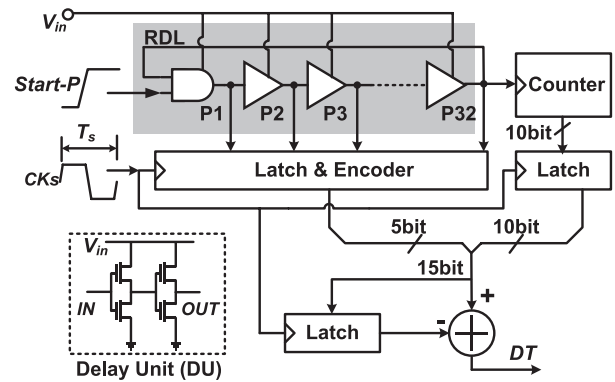 Vin
RDL
Start-P
P1
P2
P3
P32
Counter
10bit
Ts
CKs
Latch & Encoder
Latch
5bit
10bit
15bit
Vin
IN
OUT
Delay Unit (DU)
Latch
+
-
DT